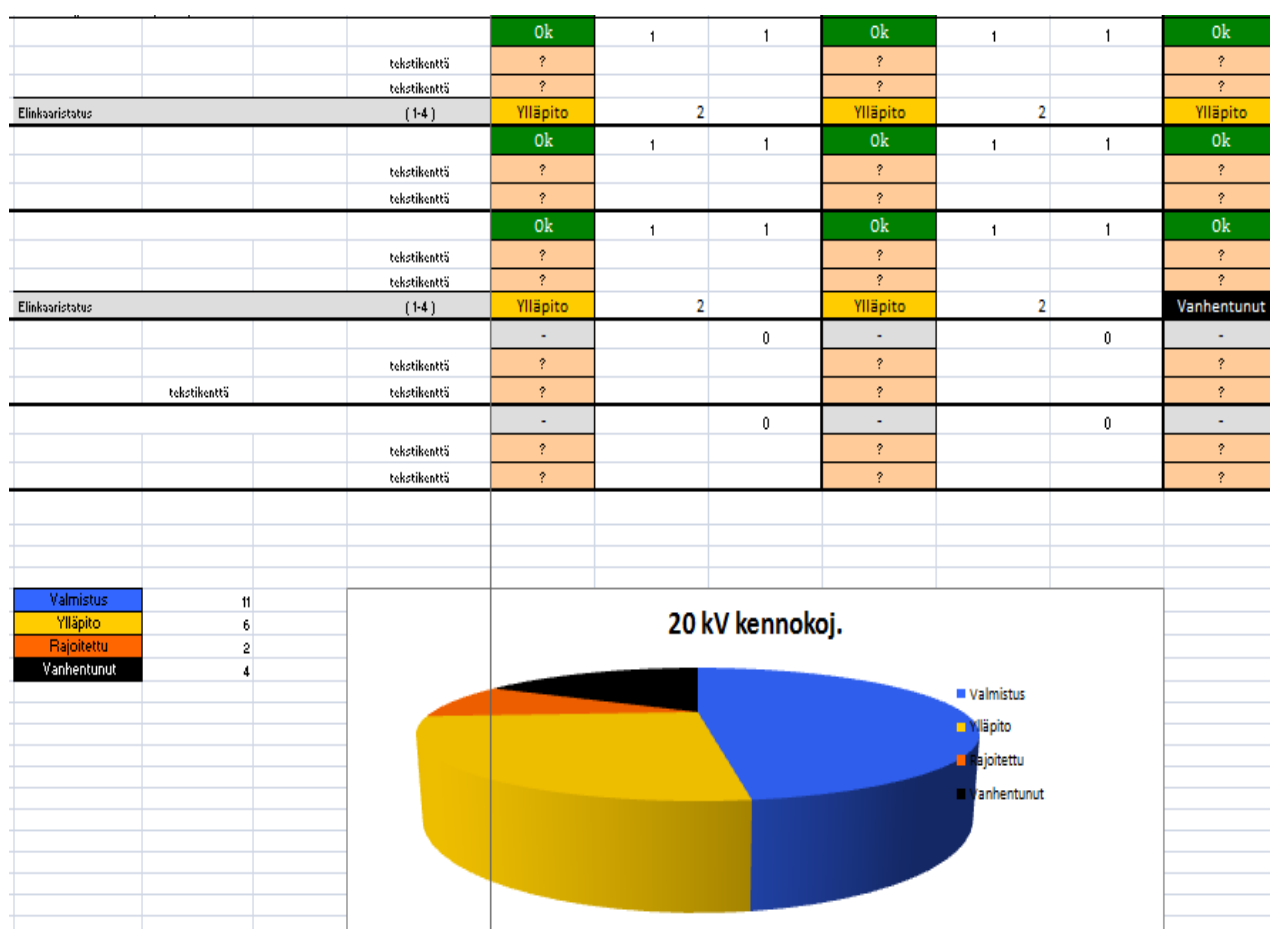 Ok 1 1 Ok 1 1 Ok
tekstikenttä ? ? ?
tekstikenttä ? ? ?
Elinkaaristatus ( 1-4 ) Ylläpito 2 Ylläpito 2 Ylläpito
Ok 1 1 Ok 1 1 Ok
tekstikenttä ? ? ?
tekstikenttä ? ? ?
Ok 1 1 Ok 1 1 Ok
tekstikenttä ? ? ?
tekstikenttä ? ? ?
Elinkaaristatus ( 1-4 ) Ylläpito 2 Ylläpito 2 Vanhentunut
- 0 - 0 -
tekstikenttä ? ? ?
tekstikenttä tekstikenttä ? ? ?
- 0 - 0 -
tekstikenttä ? ? ?
tekstikenttä ? ? ?
Valmistus 11
Ylläpito 6
Rajoitettu 2
Vanhentunut 4
20 kV kennokoj.
Valmistus
Ylläpito
Rajoitettu
Vanhentunut